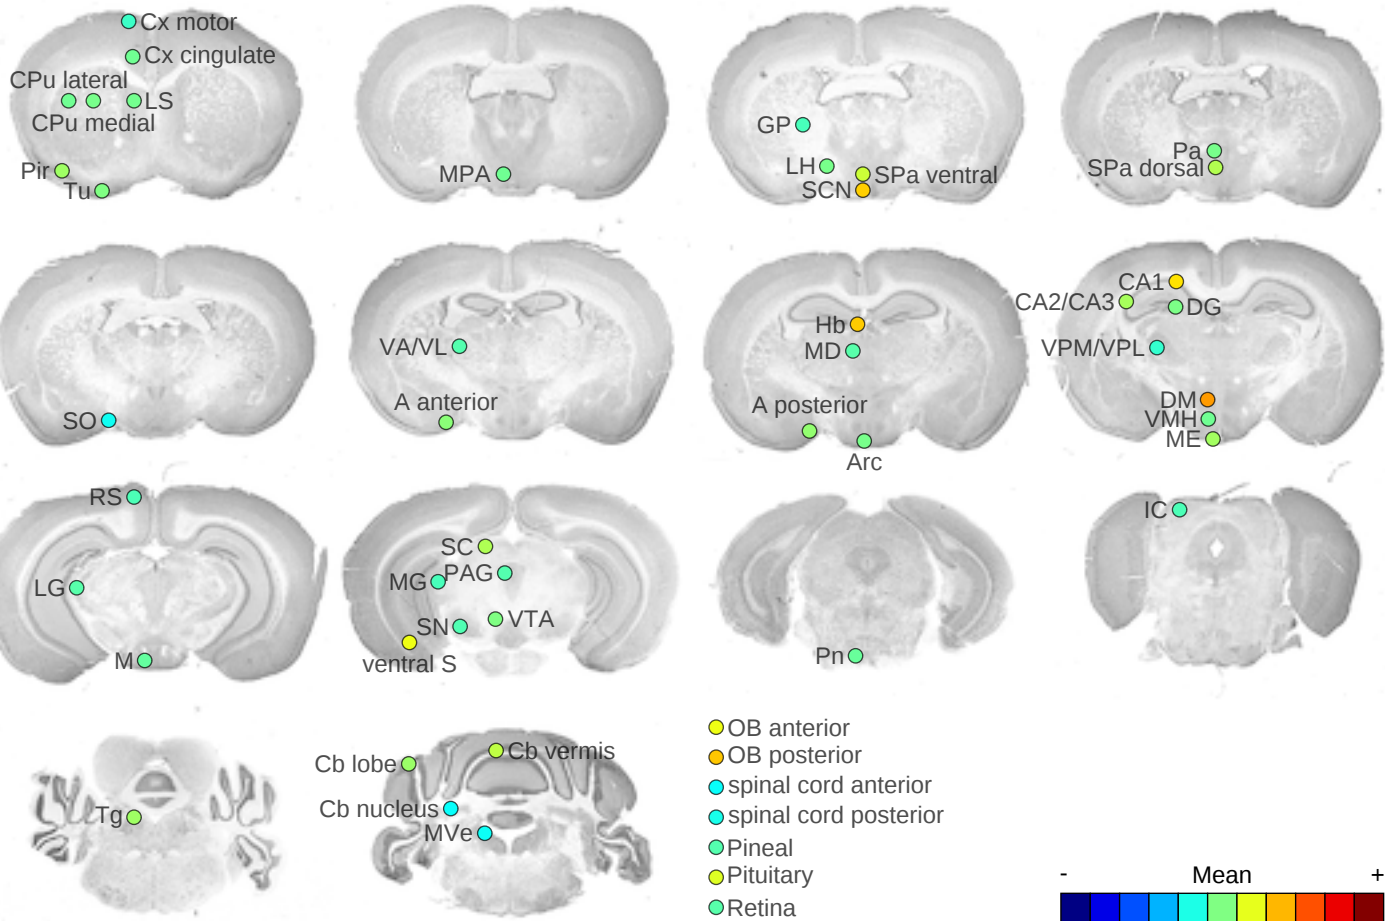 Cx motor
Cx cingulate
CPu lateral
LS
CPu medial
Pir
Tu
MPA
GP
LH
SPa ventral
SCN
Pa
SPa dorsal
SO
VA/VL
A anterior
Hb
MD
A posterior
Arc
CA1
CA2/CA3
DG
VPM/VPL
DM
VMH
ME
RS
LG
M
SC
MG
PAG
SN
VTA
ventral S
Pn
IC
Tg
Cb lobe
Cb vermis
Cb nucleus
MVe
OB anterior
OB posterior
spinal cord anterior
spinal cord posterior
Pineal
Pituitary
Retina
- Mean +